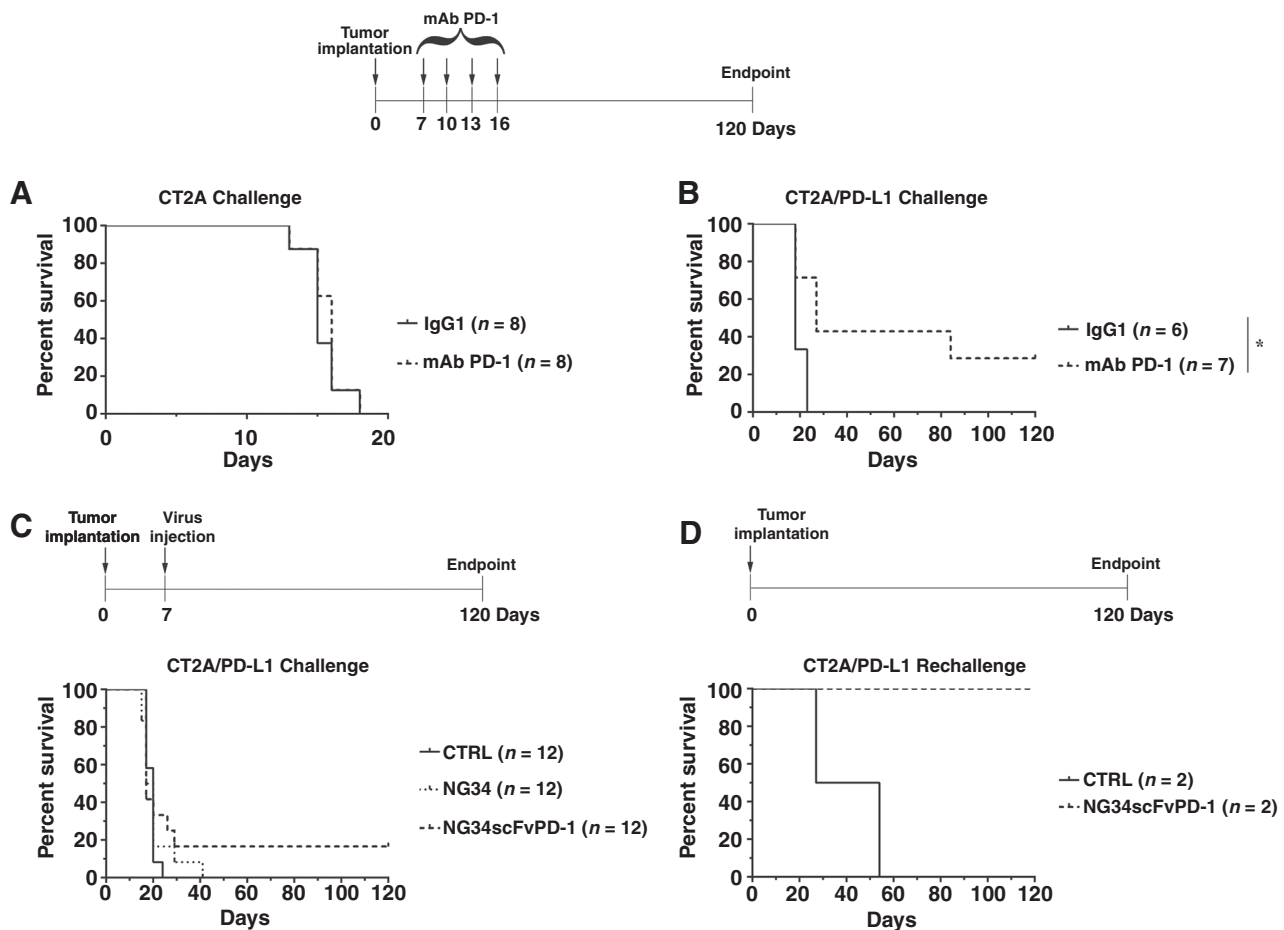 mAb PD-1
Tumor
implantation
Endpoint
0 7 10 13 16 120 Days
A
CT2A Challenge
Percent survival
100
80
60
40
20
0
0 10 20
Days
IgG1 (n = 8)
mAb PD-1 (n = 8)
B
CT2A/PD-L1 Challenge
Percent survival
100
80
60
40
20
0
0 20 40 60 80 100 120
Days
IgG1 (n = 6)
mAb PD-1 (n = 7)
*
C
Tumor
implantation
Virus
injection
Endpoint
0 7 120 Days
CT2A/PD-L1 Challenge
Percent survival
100
80
60
40
20
0
0 20 40 60 80 100 120
Days
CTRL (n = 12)
NG34 (n = 12)
NG34scFvPD-1 (n = 12)
D
Tumor
implantation
Endpoint
0 120 Days
CT2A/PD-L1 Rechallenge
Percent survival
100
80
60
40
20
0
0 20 40 60 80 100 120
Days
CTRL (n = 2)
NG34scFvPD-1 (n = 2)